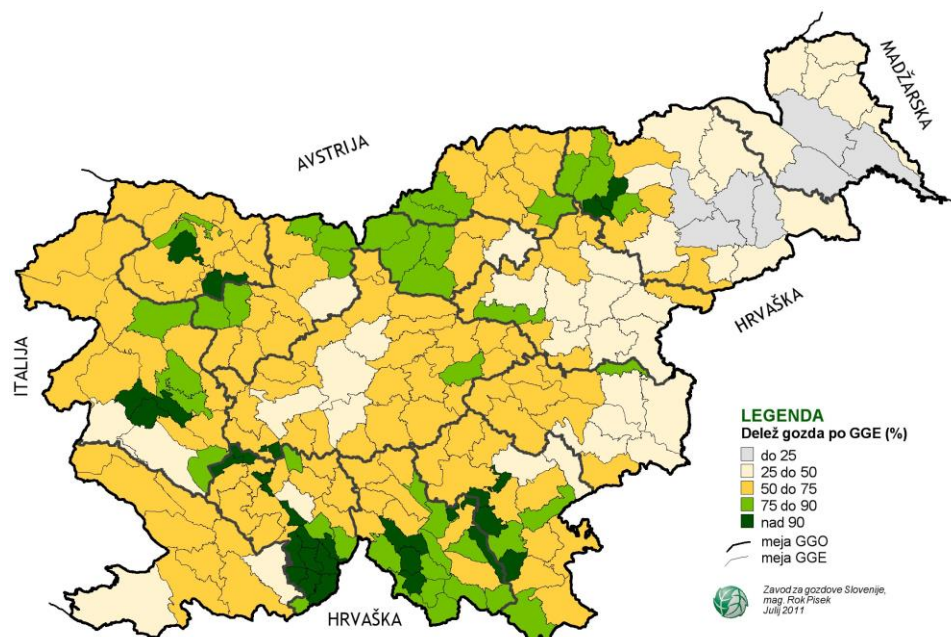 MADŽARSKA
AVSTRIJA
HRVAŠKA
ITALIJA
HRVAŠKA
LEGENDA
Delež gozda po GGE (%)
do 25
25 do 50
50 do 75
75 do 90
nad 90
meja GGO
meja GGE
Zavod za gozdove Slovenije,
mag. Rok Pisek
Julij 2011